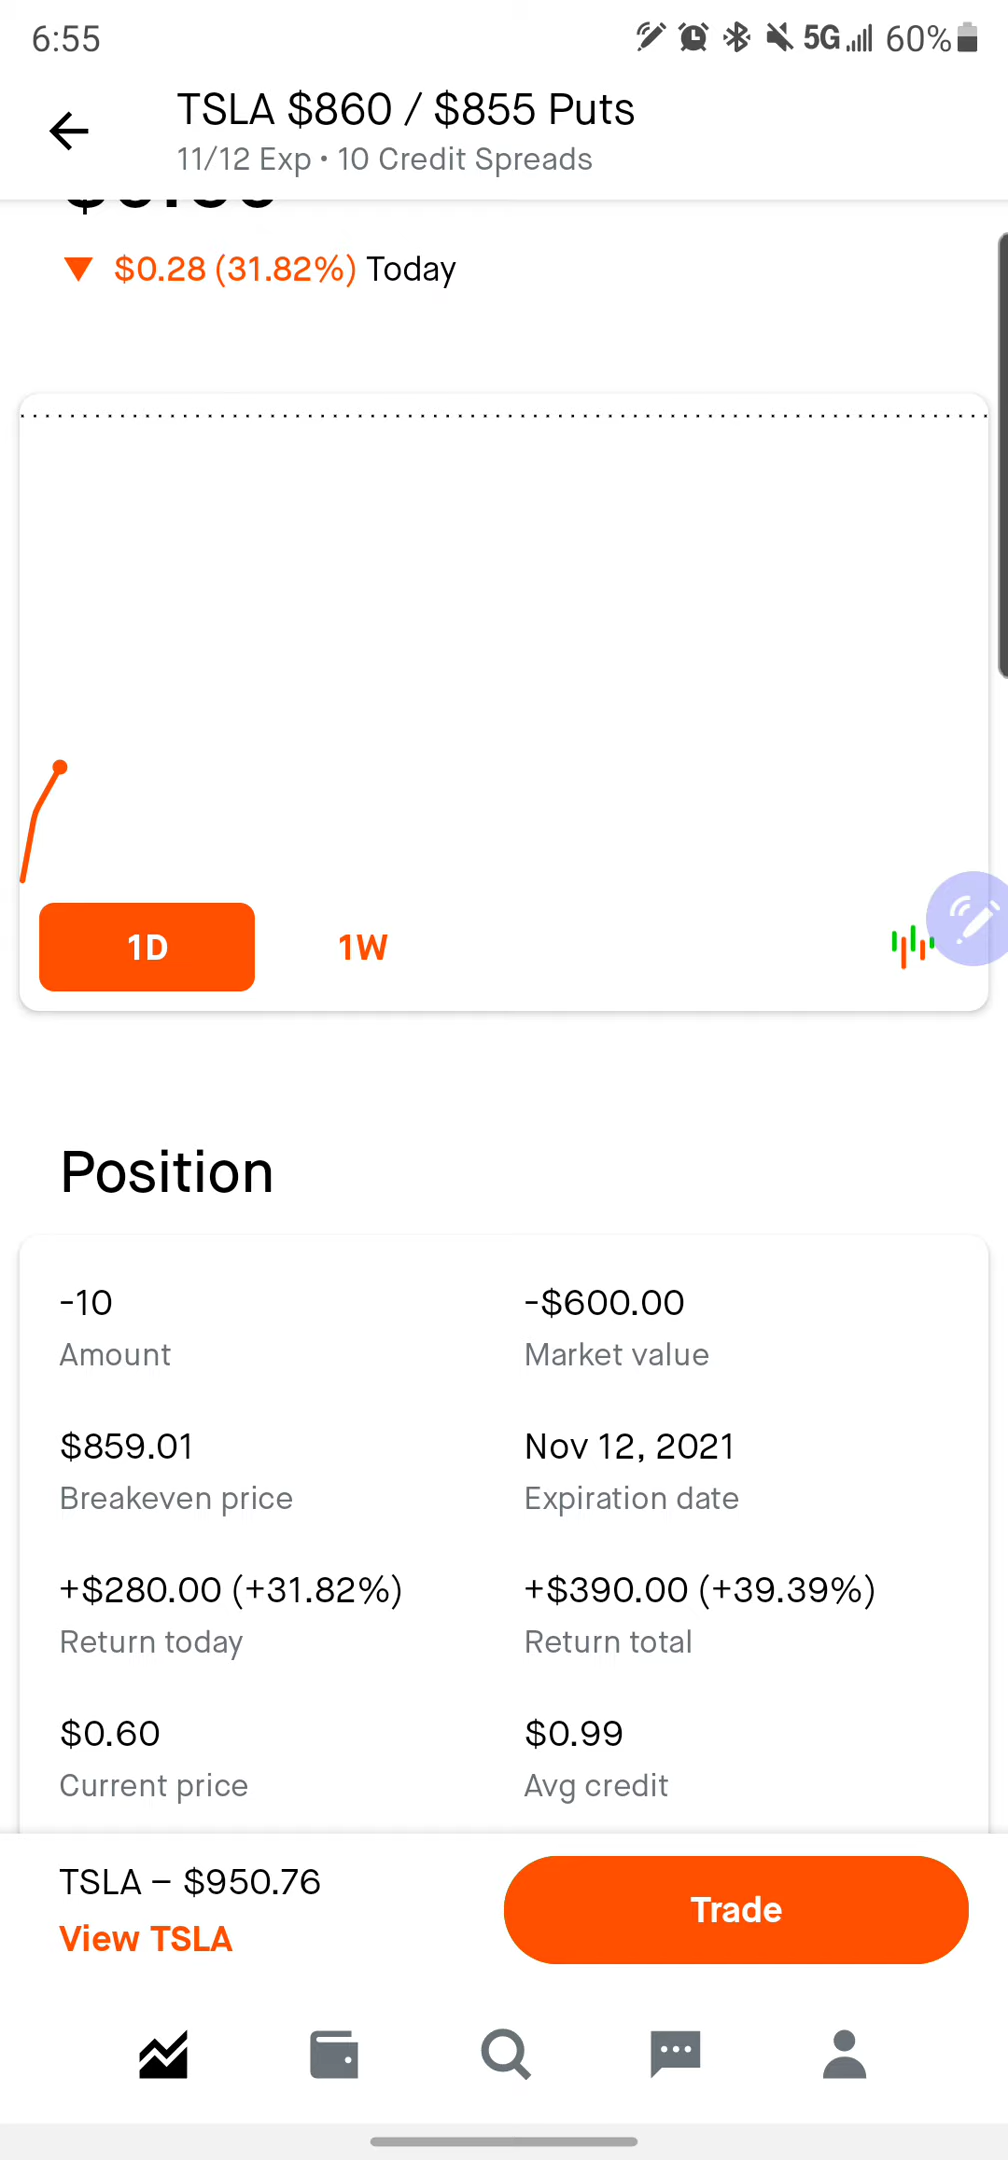 6:55
5G 60%
TSLA $860 / $855 Puts
11/12 Exp • 10 Credit Spreads
▼ $0.28 (31.82%) Today
1D 1W
Position
-10 -$600.00
Amount Market value
$859.01 Nov 12, 2021
Breakeven price Expiration date
+$280.00 (+31.82%) +$390.00 (+39.39%)
Return today Return total
$0.60 $0.99
Current price Avg credit
TSLA – $950.76
View TSLA
Trade